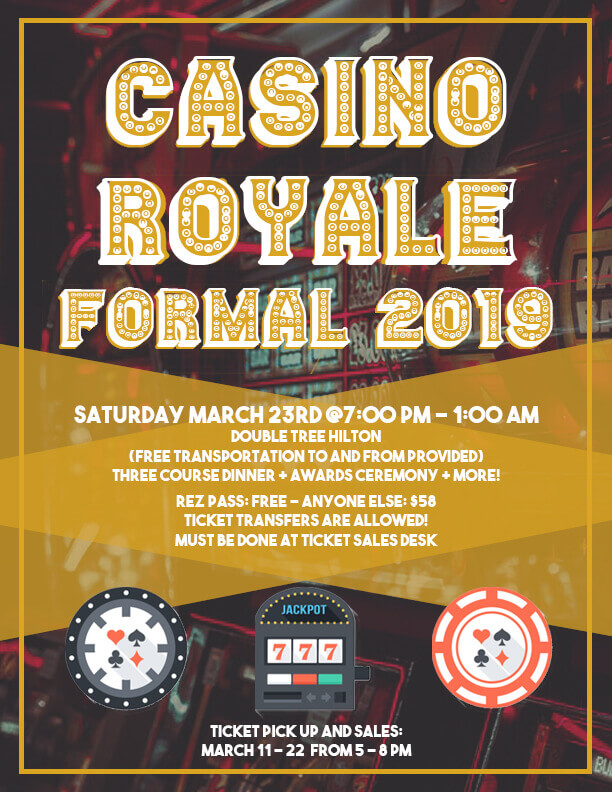 CASINO
ROYALE
FORMAL 2019
SATURDAY MARCH 23RD @7:00 PM – 1:00 AM
DOUBLE TREE HILTON
(FREE TRANSPORTATION TO AND FROM PROVIDED)
THREE COURSE DINNER + AWARDS CEREMONY + MORE!
REZ PASS: FREE – ANYONE ELSE: $58
TICKET TRANSFERS ARE ALLOWED!
MUST BE DONE AT TICKET SALES DESK
JACKPOT
7 7 7
TICKET PICK UP AND SALES:
MARCH 11 – 22 FROM 5 – 8 PM